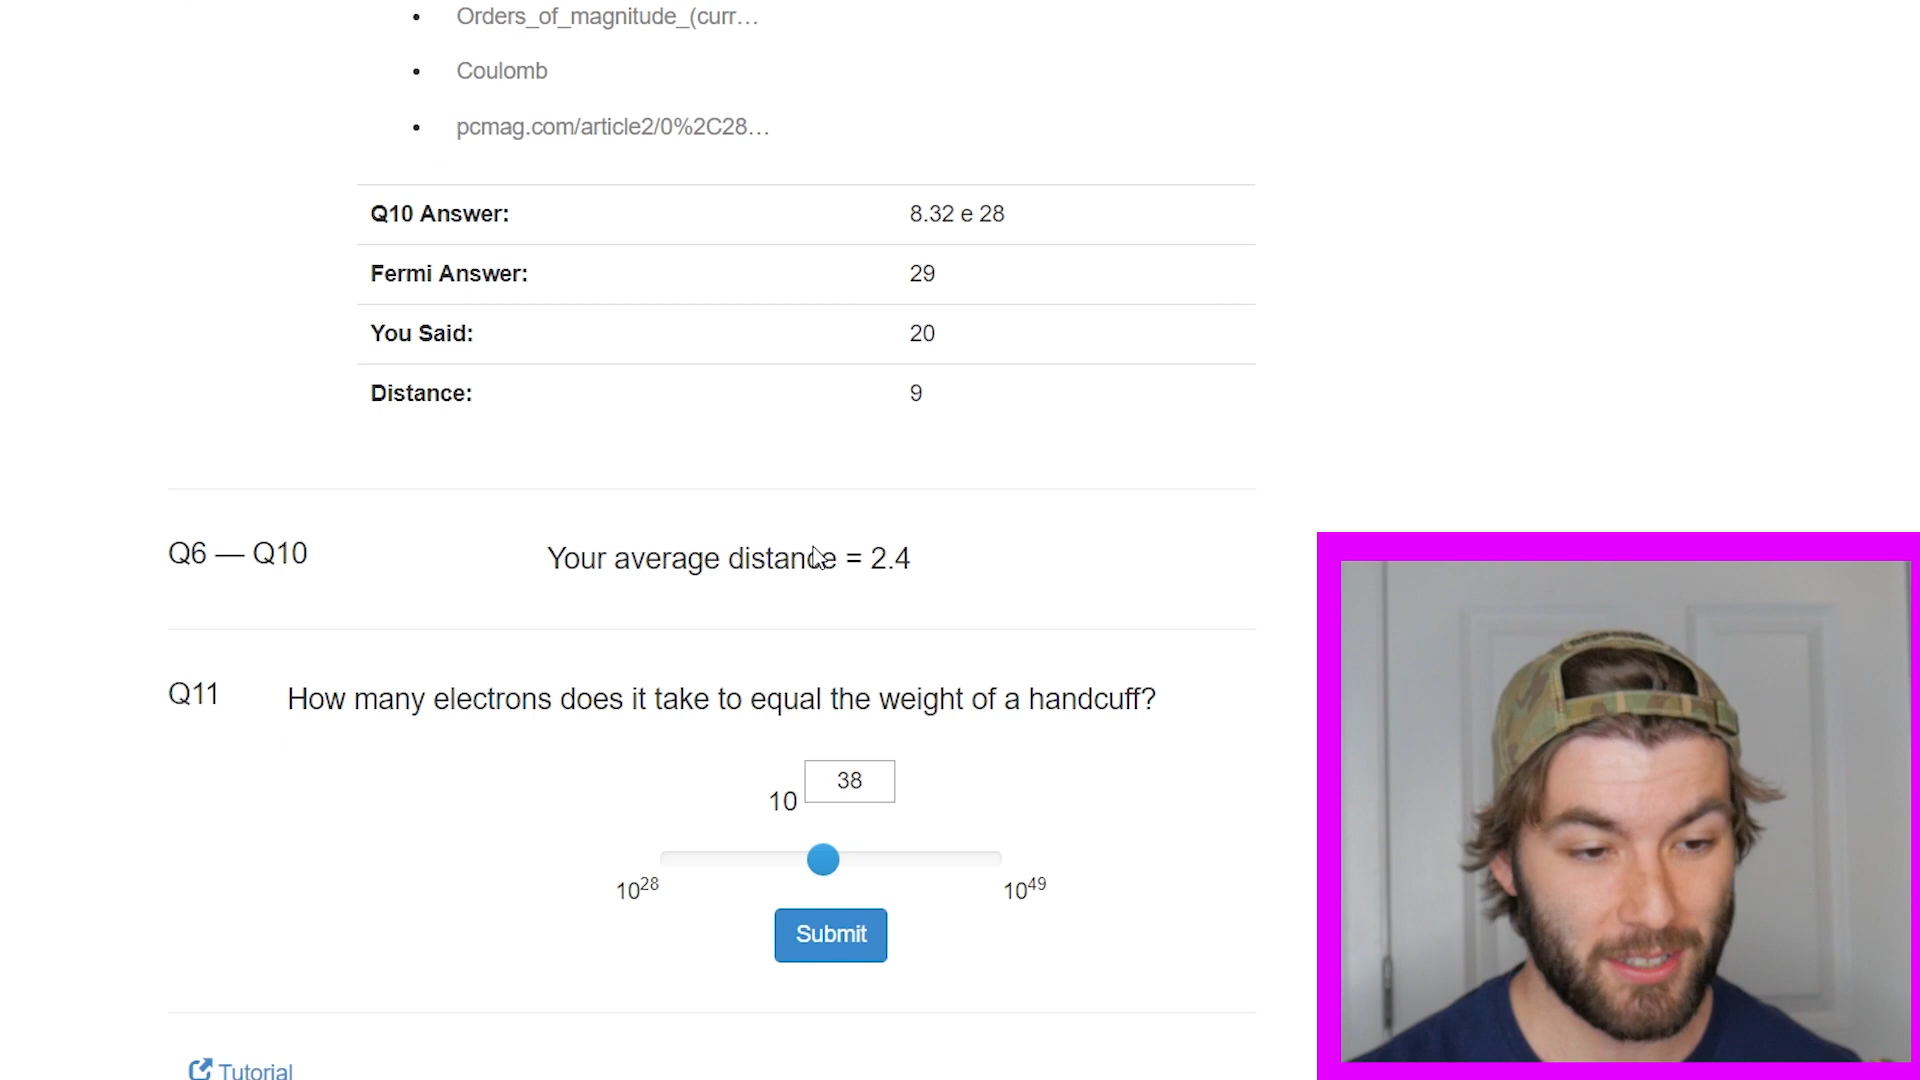 Orders_of_magnitude_(curr...
Coulomb
pcmag.com/article2/0%2C28...
Q10 Answer: 8.32 e 28
Fermi Answer: 29
You Said: 20
Distance: 9
Q6 — Q10 Your average distance = 2.4
Q11 How many electrons does it take to equal the weight of a handcuff?
10 38
10^28 10^49
Submit
Tutorial